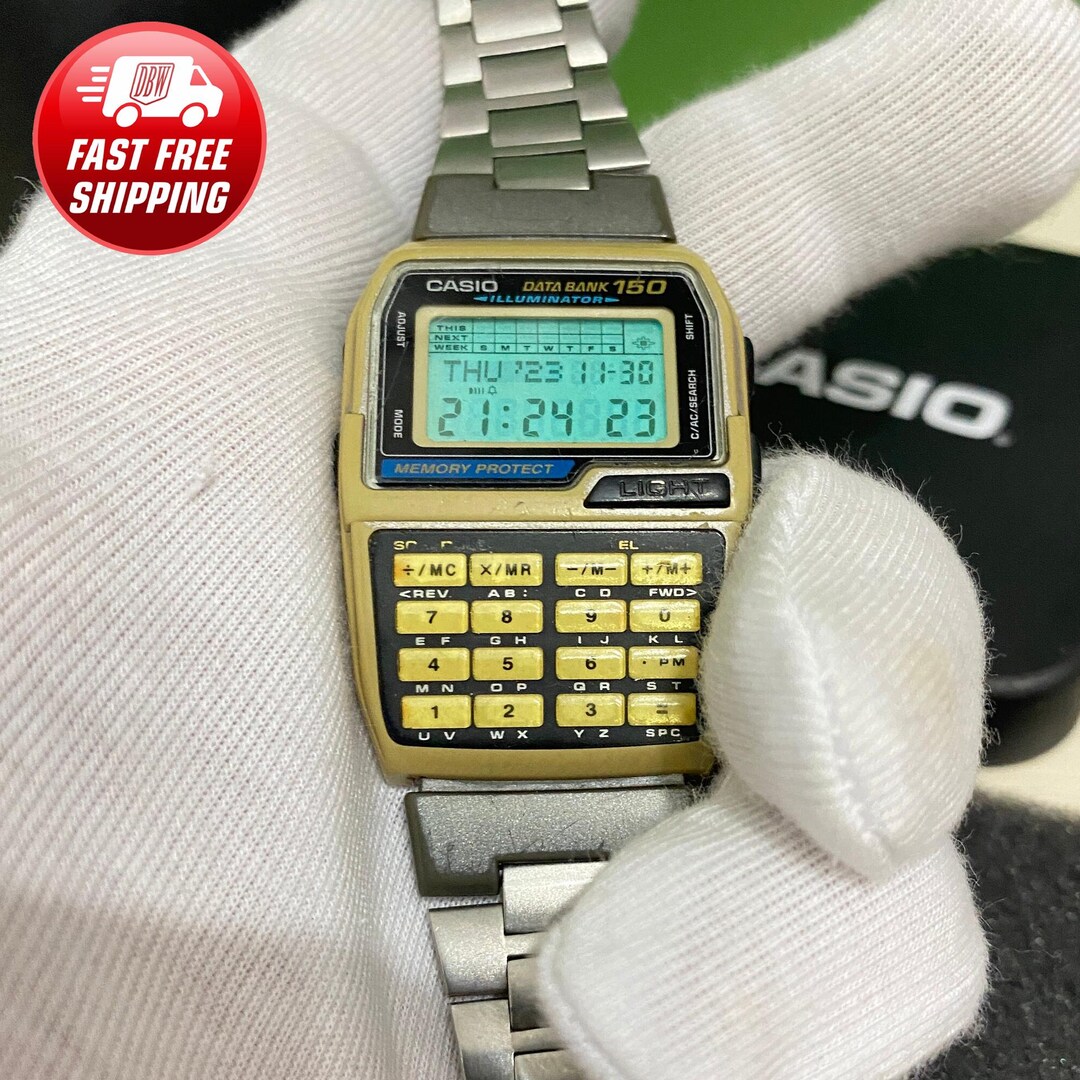 DBW
FAST FREE
SHIPPING
CASIO DATA BANK 150
ILLUMINATOR
ADJUST
SHIFT
THIS
NEXT
WEEK S M T W T F S
THU '23 11-30
21:24 23
MODE
C/AC/SEARCH
MEMORY PROTECT
LIGHT
EL
÷/MC ×/MR −/M− +/M+
<REV. AB: C D FWD>
7 8 9 0
E F G H I J K L
4 5 6 · PM
M N O P Q R S T
1 2 3 =
U V W X Y Z SPC
ASIO